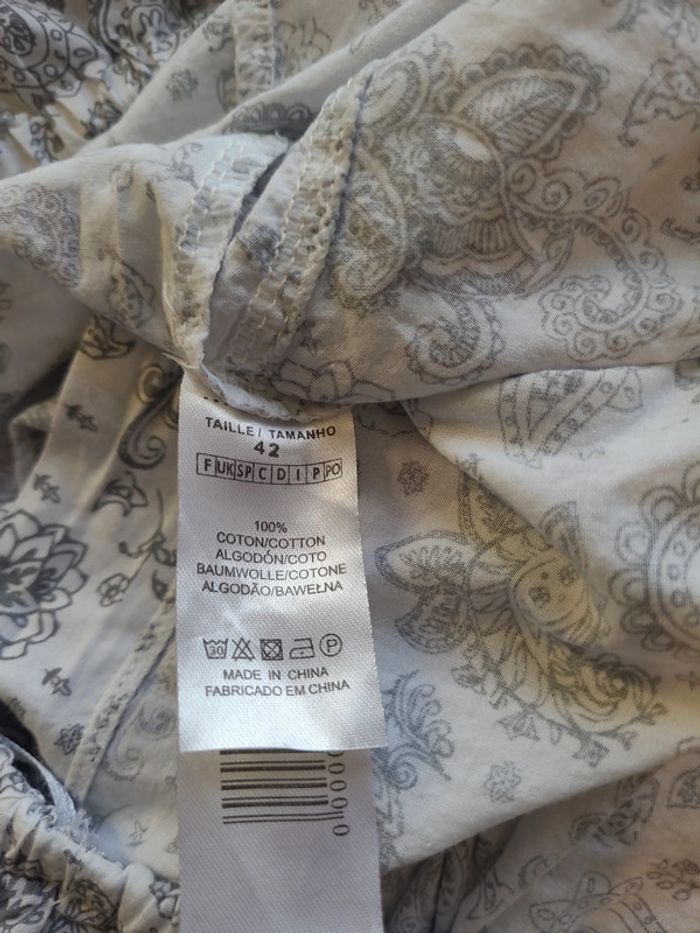 TAILLE / TAMANHO
42
F UK SP C D I P PO
100%
COTON/COTTON
ALGODÓN/COTO
BAUMWOLLE/COTONE
ALGODÃO/BAWEŁNA
30 P
MADE IN CHINA
FABRICADO EM CHINA